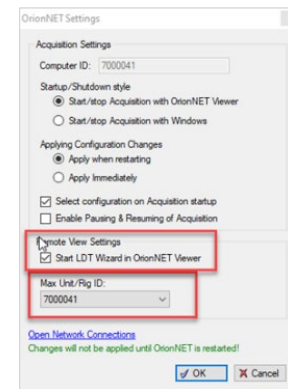 OrionNET Settings
Acquisition Settings
Computer ID: 7000041
Startup/Shutdown style
Start/stop Acquisition with OrionNET Viewer
Start/stop Acquisition with Windows
Applying Configuration Changes
Apply when restarting
Apply Immediately
Select configuration on Acquisition startup
Enable Pausing & Resuming of Acquisition
Remote View Settings
Start LDT Wizard in OrionNET Viewer
Max Unit/Rig ID:
7000041
Open Network Connections
Changes will not be applied until OrionNET is restarted!
OK Cancel